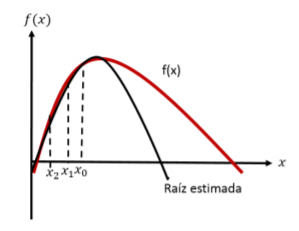 f(x)
f(x)
x₂ x₁ x₀
x
Raíz estimada